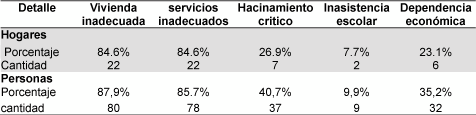 Detalle Vivienda inadecuada servicios inadecuados Hacinamiento critico Inasistencia escolar Dependencia económica
Hogares
Porcentaje 84.6% 84.6% 26.9% 7.7% 23.1%
Cantidad 22 22 7 2 6
Personas
Porcentaje 87,9% 85.7% 40,7% 9,9% 35,2%
cantidad 80 78 37 9 32